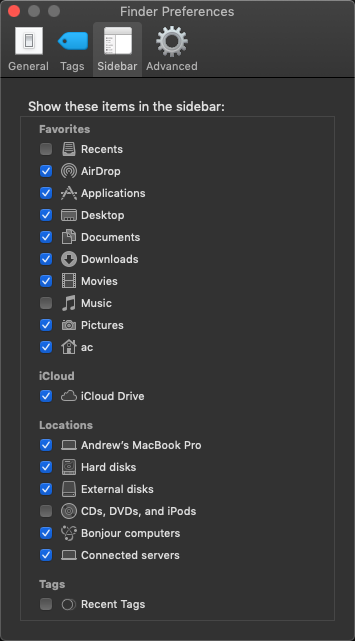 Finder Preferences
General Tags Sidebar Advanced
Show these items in the sidebar:
Favorites
Recents
AirDrop
Applications
Desktop
Documents
Downloads
Movies
Music
Pictures
ac
iCloud
iCloud Drive
Locations
Andrew's MacBook Pro
Hard disks
External disks
CDs, DVDs, and iPods
Bonjour computers
Connected servers
Tags
Recent Tags